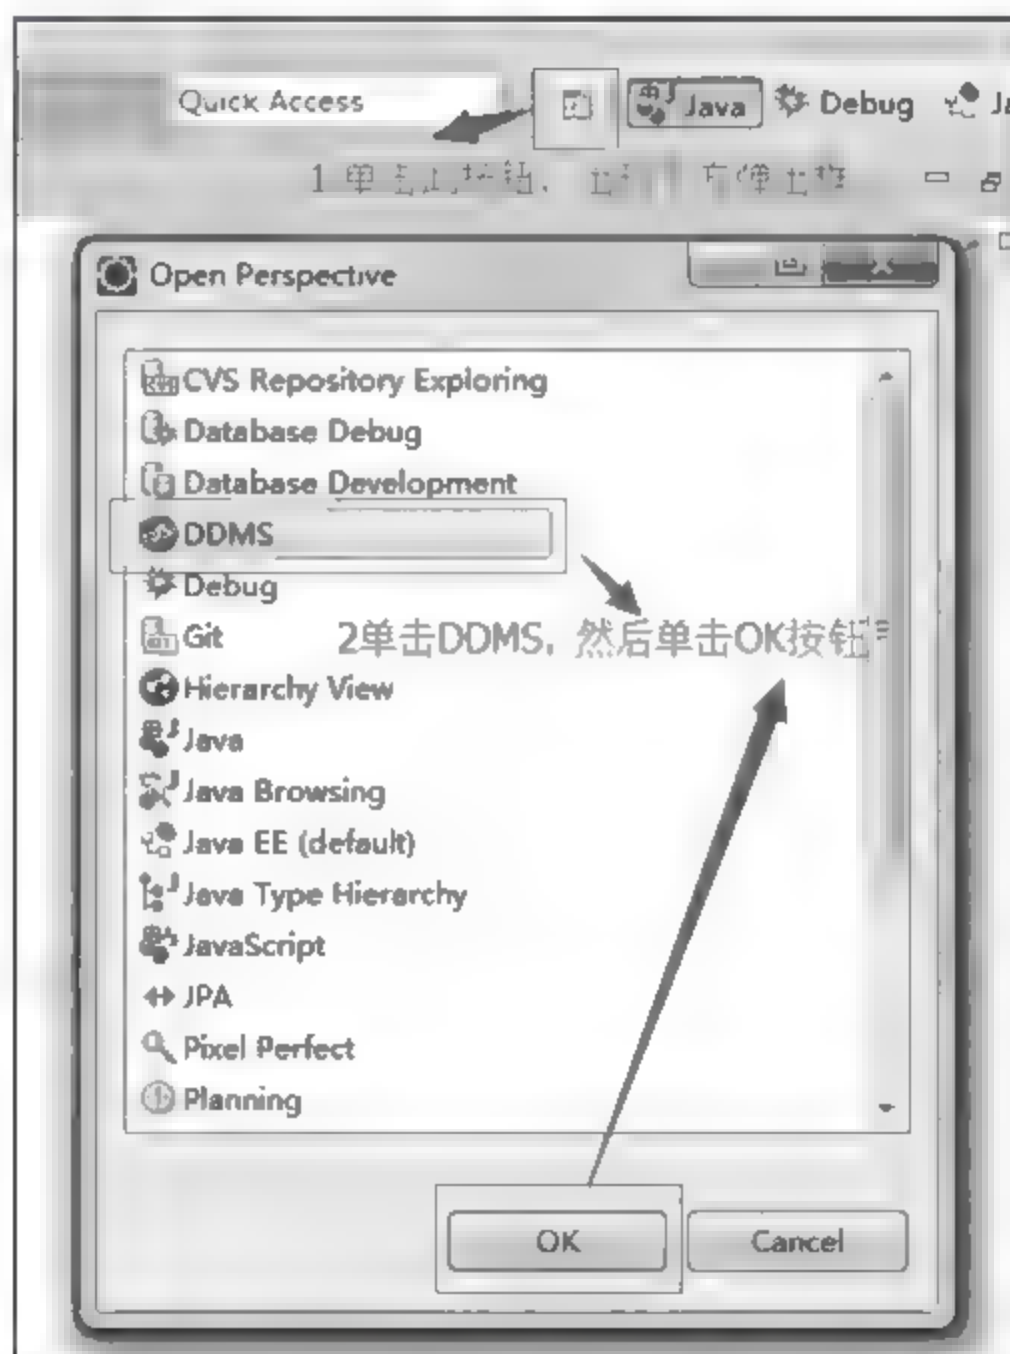 Quick Access
Java
Debug
1
Open Perspective
CVS Repository Exploring
Database Debug
Database Development
DDMS
Debug
Git
2单击DDMS, 然后单击OK按钮
Hierarchy View
Java
Java Browsing
Java EE (default)
Java Type Hierarchy
JavaScript
JPA
Pixel Perfect
Planning
OK
Cancel